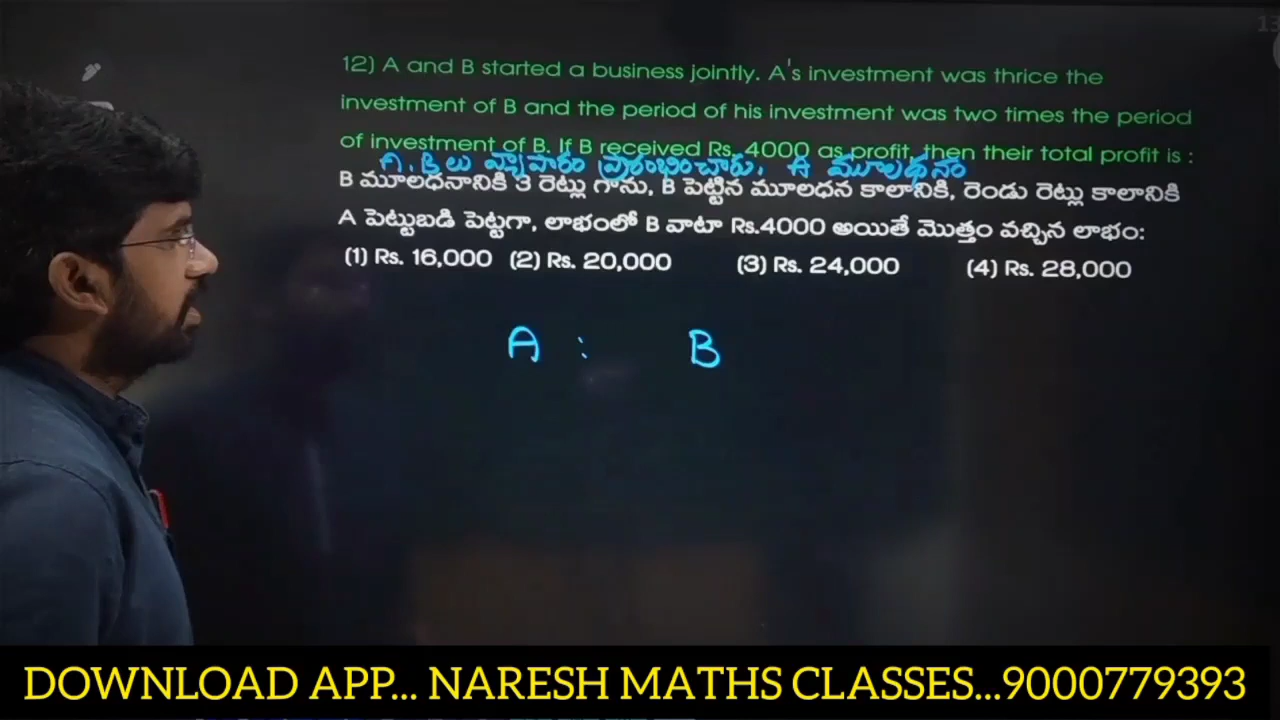 12) A and B started a business jointly. A's investment was thrice the
investment of B and the period of his investment was two times the period
of investment of B. If B received Rs. 4000 as profit, then their total profit is :
A, B లు వ్యాపారం ప్రారంభించారు. A మూలధనం
B మూలధనానికి 3 రెట్లు గాను, B పెట్టిన మూలధన కాలానికి, రెండు రెట్లు కాలానికి
A పెట్టుబడి పెట్టగా, లాభంలో B వాటా Rs.4000 అయితే మొత్తం వచ్చిన లాభం:
(1) Rs. 16,000 (2) Rs. 20,000 (3) Rs. 24,000 (4) Rs. 28,000
A : B
DOWNLOAD APP... NARESH MATHS CLASSES...9000779393